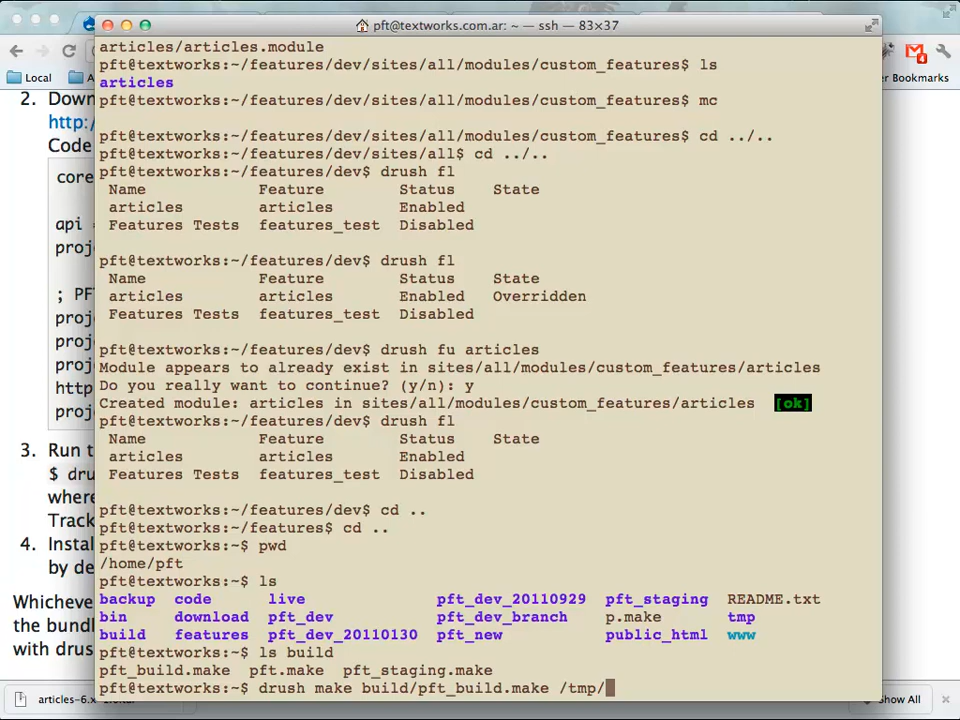 pft@textworks.com.ar: ~ — ssh — 83×37
articles/articles.module
pft@textworks:~/features/dev/sites/all/modules/custom_features$ ls
articles
pft@textworks:~/features/dev/sites/all/modules/custom_features$ mc
pft@textworks:~/features/dev/sites/all/modules/custom_features$ cd ../..
pft@textworks:~/features/dev/sites/all$ cd ../..
pft@textworks:~/features/dev$ drush fl
Name Feature Status State
articles articles Enabled
Features Tests features_test Disabled
pft@textworks:~/features/dev$ drush fl
Name Feature Status State
articles articles Enabled Overridden
Features Tests features_test Disabled
pft@textworks:~/features/dev$ drush fu articles
Module appears to already exist in sites/all/modules/custom_features/articles
Do you really want to continue? (y/n): y
Created module: articles in sites/all/modules/custom_features/articles [ok]
pft@textworks:~/features/dev$ drush fl
Name Feature Status State
articles articles Enabled
Features Tests features_test Disabled
pft@textworks:~/features/dev$ cd ..
pft@textworks:~/features$ cd ..
pft@textworks:~$ pwd
/home/pft
pft@textworks:~$ ls
backup code live pft_dev_20110929 pft_staging README.txt
bin download pft_dev pft_dev_branch p.make tmp
build features pft_dev_20110130 pft_new public_html www
pft@textworks:~$ ls build
pft_build.make pft.make pft_staging.make
pft@textworks:~$ drush make build/pft_build.make /tmp/
Local
r Bookmarks
4
2. Down
http:/
Code
core
api =
proj
; PF
proj
proj
proj
http
proj
3. Run t
$ dru
where
Track
4. Instal
by de
Whicheve
the bund
with drus
articles-6.x
Show All